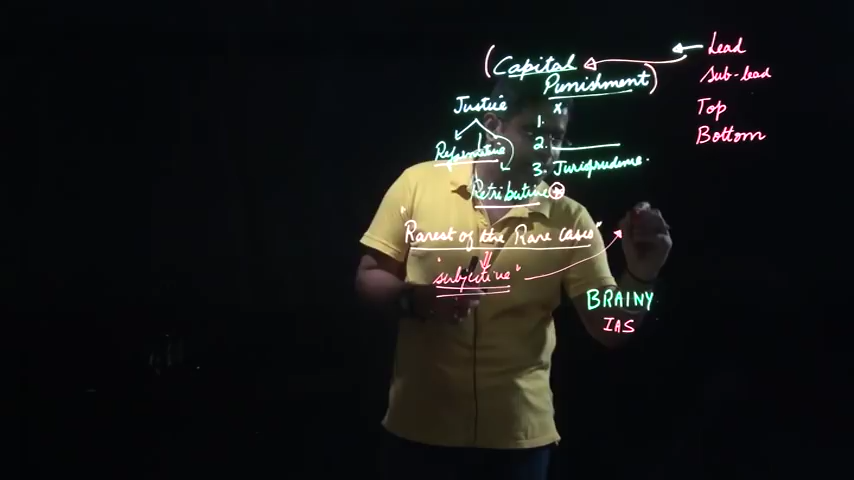 Lead
(Capital
Punishment)
Sub-lead
Justice
x
Top
1.
Bottom
2.
Reformative
3. Jurisprudence.
Retributive +
"Rarest of the Rare cases"
"subjective"
BRAINY
IAS